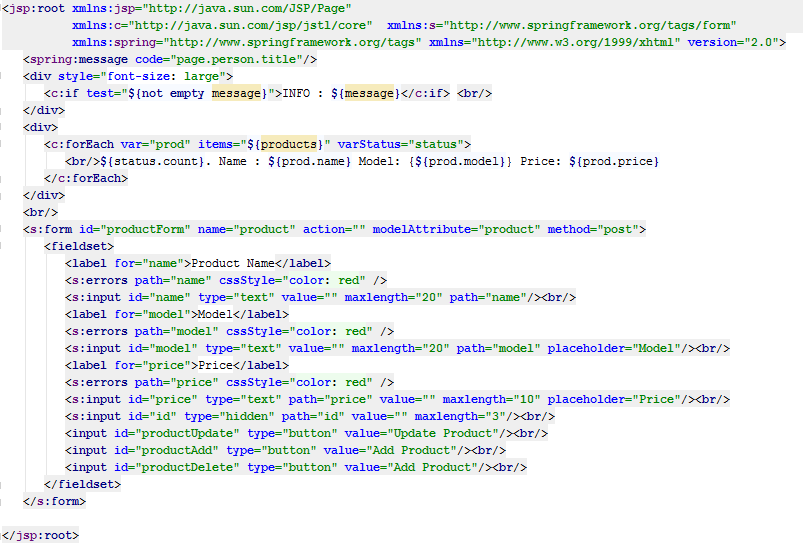 <jsp:root xmlns:jsp="http://java.sun.com/JSP/Page"
xmlns:c="http://java.sun.com/jsp/jstl/core" xmlns:s="http://www.springframework.org/tags/form"
xmlns:spring="http://www.springframework.org/tags" xmlns="http://www.w3.org/1999/xhtml" version="2.0">
<spring:message code="page.person.title"/>
<div style="font-size: large">
<c:if test="${not empty message}">INFO : ${message}</c:if> <br/>
</div>
<div>
<c:forEach var="prod" items="${products}" varStatus="status">
<br/>${status.count}. Name : ${prod.name} Model: {${prod.model}} Price: ${prod.price}
</c:forEach>
</div>
<br/>
<s:form id="productForm" name="product" action="" modelAttribute="product" method="post">
<fieldset>
<label for="name">Product Name</label>
<s:errors path="name" cssStyle="color: red" />
<s:input id="name" type="text" value="" maxlength="20" path="name"/><br/>
<label for="model">Model</label>
<s:errors path="model" cssStyle="color: red" />
<s:input id="model" type="text" value="" maxlength="20" path="model" placeholder="Model"/><br/>
<label for="price">Price</label>
<s:errors path="price" cssStyle="color: red" />
<s:input id="price" type="text" path="price" value="" maxlength="10" placeholder="Price"/><br/>
<s:input id="id" type="hidden" path="id" value="" maxlength="3"/><br/>
<input id="productUpdate" type="button" value="Update Product"/><br/>
<input id="productAdd" type="button" value="Add Product"/><br/>
<input id="productDelete" type="button" value="Add Product"/><br/>
</fieldset>
</s:form>
</jsp:root>